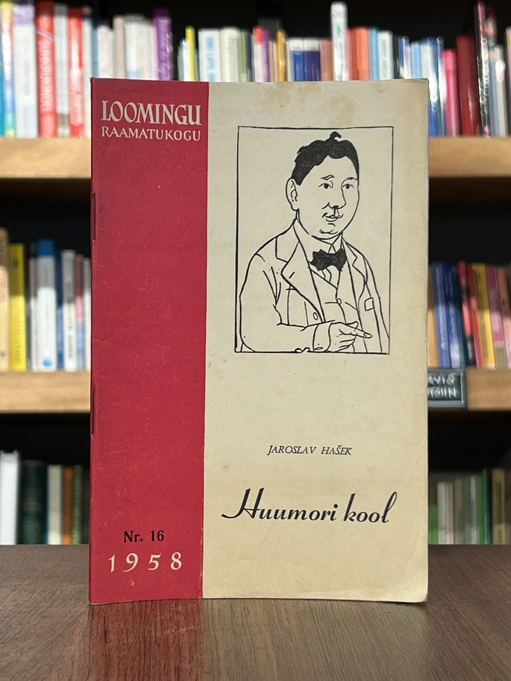 LOOMINGU
RAAMATUKOGU
JAROSLAV HAŠEK
Huumori kool
Nr. 16
1958